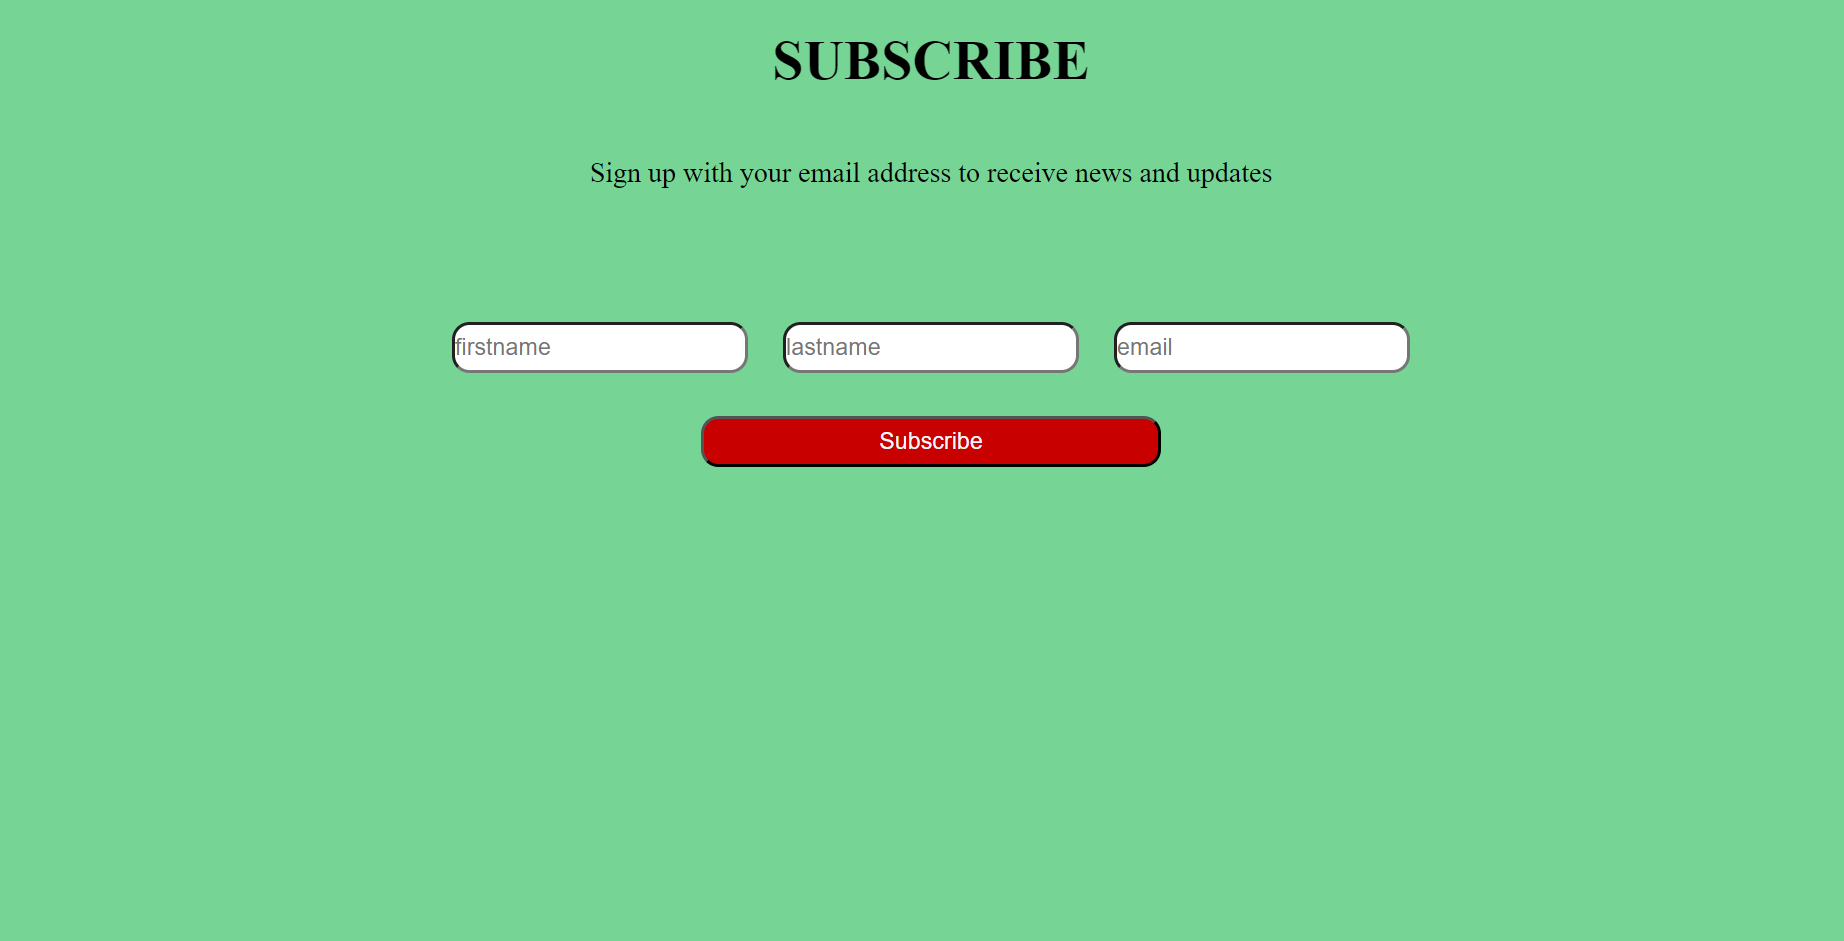 SUBSCRIBE
Sign up with your email address to receive news and updates
firstname lastname email
Subscribe